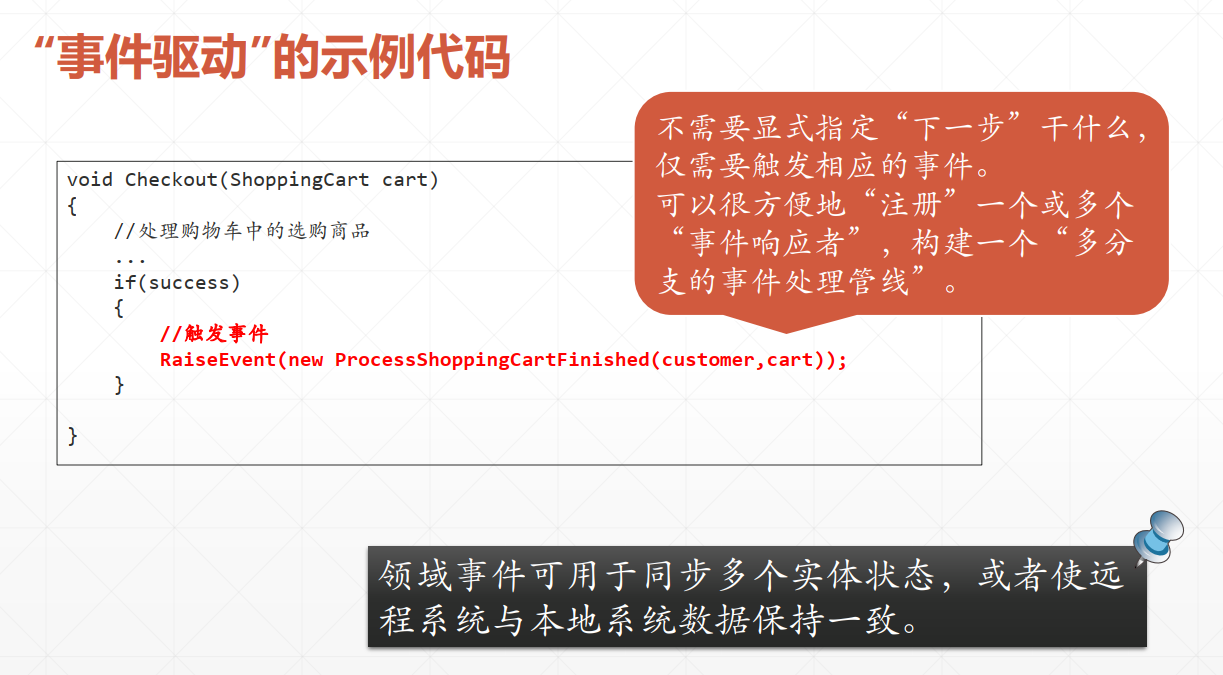 “事件驱动”的示例代码
不需要显式指定“下一步”干什么，
仅需要触发相应的事件。
可以很方便地“注册”一个或多个
“事件响应者”，构建一个“多分
支的事件处理管线”。
void Checkout(ShoppingCart cart)
{
//处理购物车中的选购商品
...
if(success)
{
//触发事件
RaiseEvent(new ProcessShoppingCartFinished(customer,cart));
}
}
领域事件可用于同步多个实体状态，或者使远
程系统与本地系统数据保持一致。